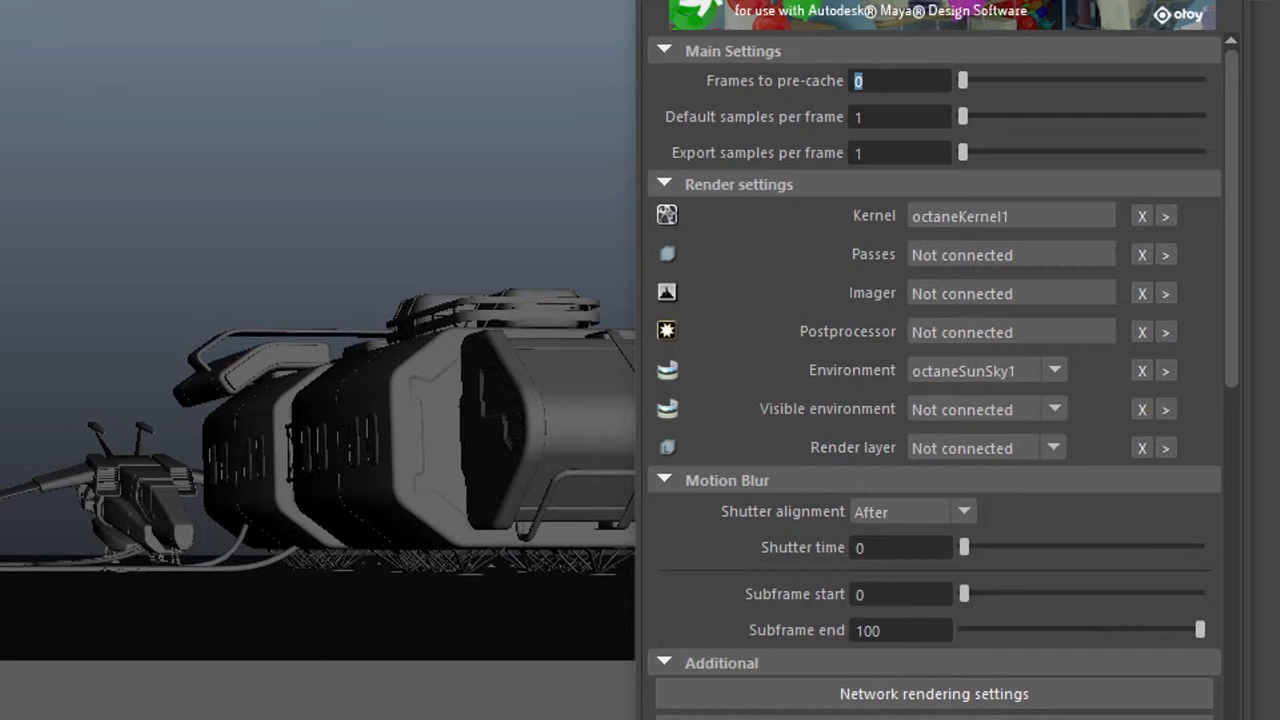 for use with Autodesk® Maya® Design Software
otoy
Main Settings
Frames to pre-cache 0
Default samples per frame 1
Export samples per frame 1
Render settings
Kernel octaneKernel1 X >
Passes Not connected X >
Imager Not connected X >
Postprocessor Not connected X >
Environment octaneSunSky1 X >
Visible environment Not connected X >
Render layer Not connected X >
Motion Blur
Shutter alignment After
Shutter time 0
Subframe start 0
Subframe end 100
Additional
Network rendering settings